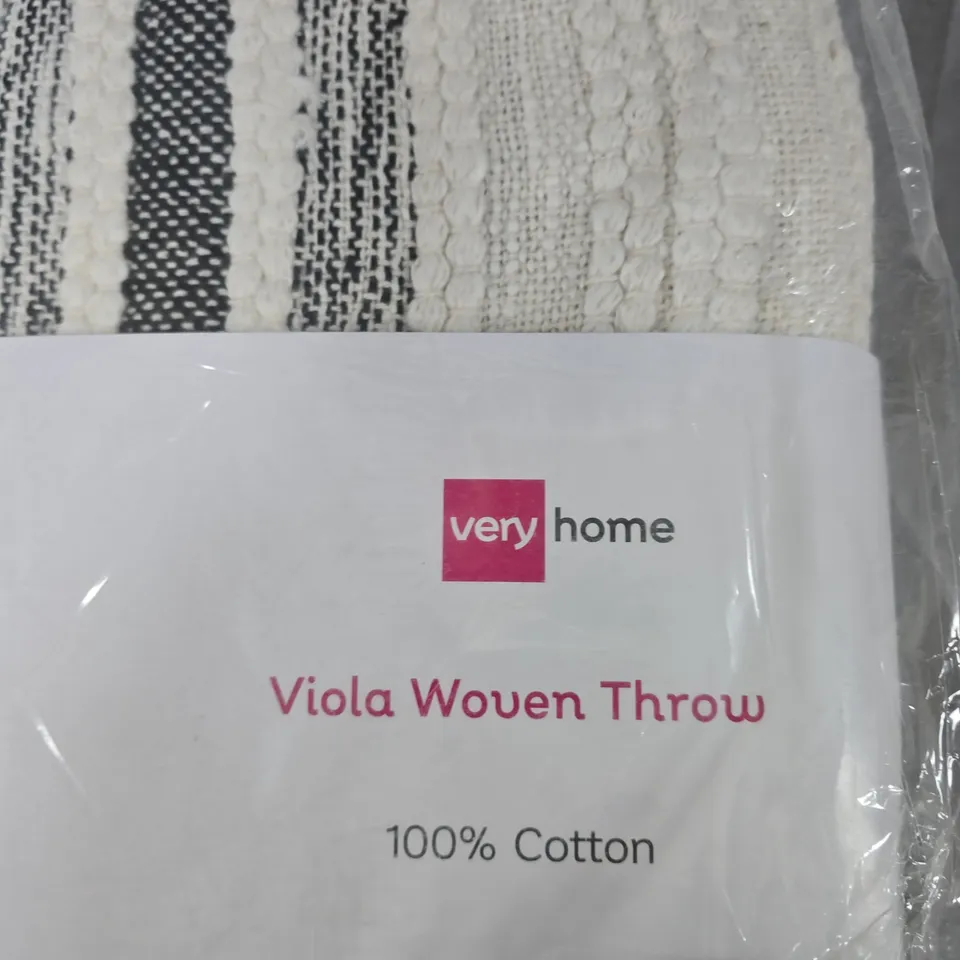 very home
Viola Woven Throw
100% Cotton